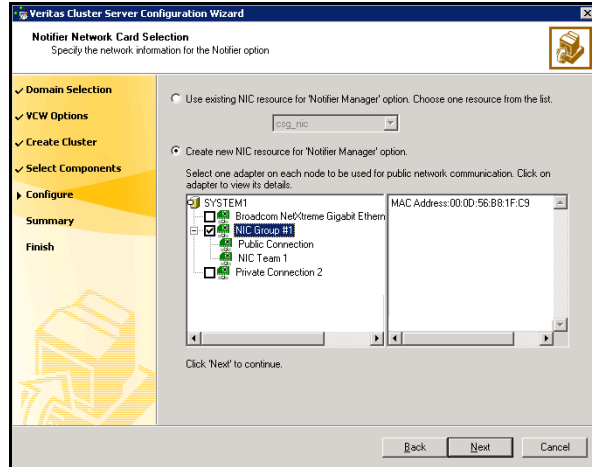 Veritas Cluster Server Configuration Wizard
Notifier Network Card Selection
Specify the network information for the Notifier option
Domain Selection
VCW Options
Create Cluster
Select Components
Configure
Summary
Finish
Use existing NIC resource for 'Notifier Manager' option. Choose one resource from the list.
csg_nic
Create new NIC resource for 'Notifier Manager' option.
Select one adapter on each node to be used for public network communication. Click on
adapter to view its details.
SYSTEM1
Broadcom NetXtreme Gigabit Ethern
NIC Group #1
Public Connection
NIC Team 1
Private Connection 2
MAC Address:00:0D:56:B8:1F:C9
Click 'Next' to continue.
Back
Next
Cancel